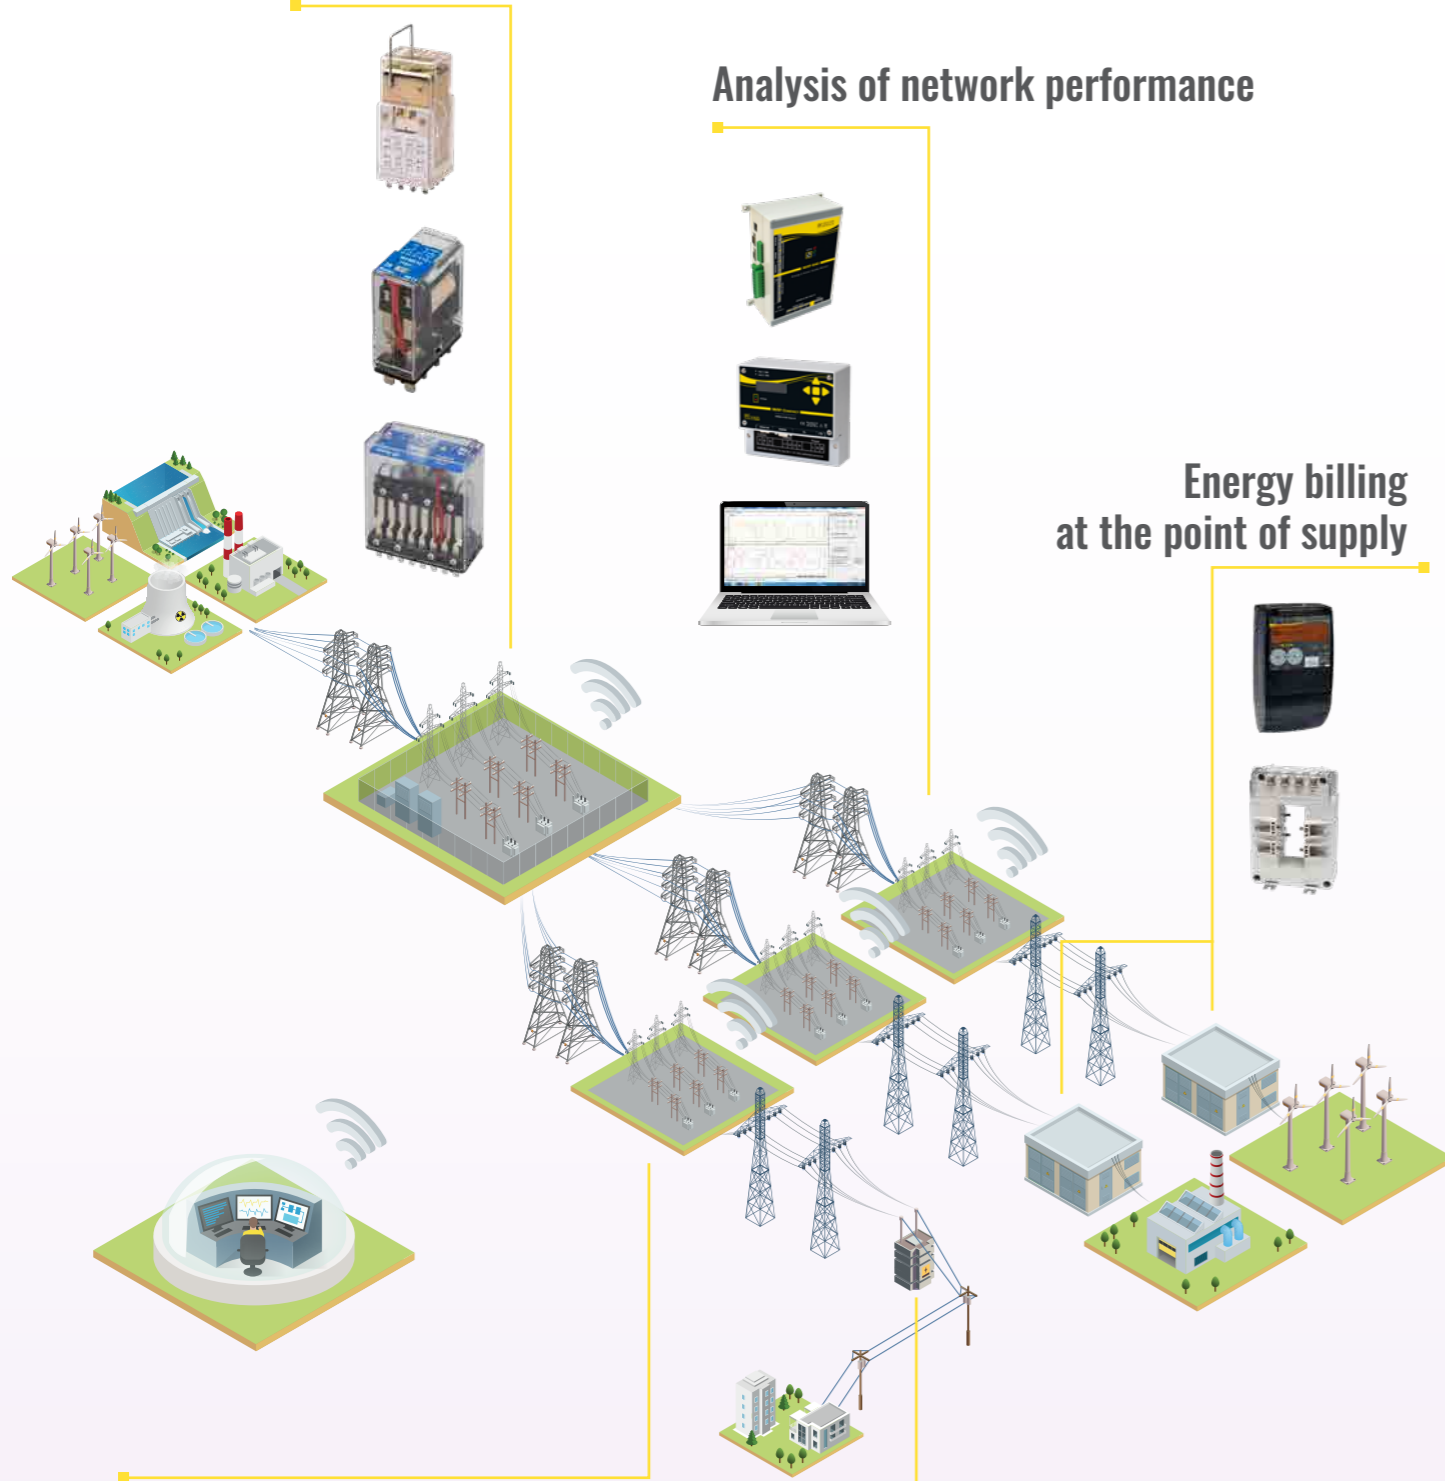 Analysis of network performance
Energy billing
at the point of supply